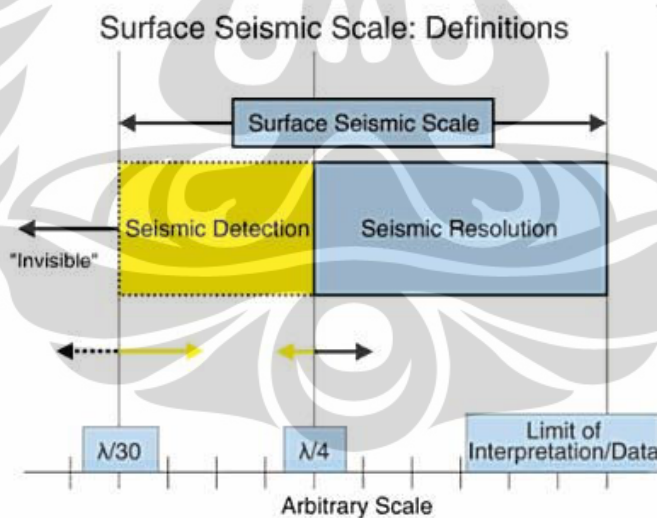 Surface Seismic Scale: Definitions
Surface Seismic Scale
Seismic Detection
Seismic Resolution
"Invisible"
λ/30
λ/4
Limit of
Interpretation/Data
Arbitrary Scale